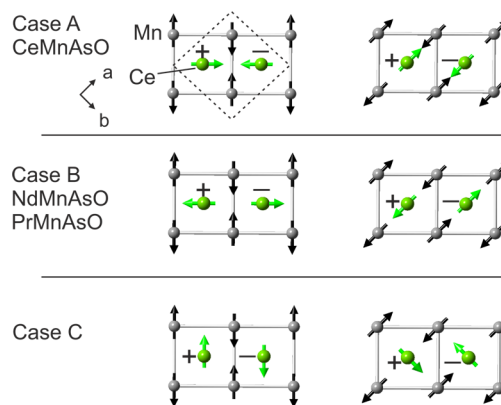 Case A
CeMnAsO
Mn
Ce
a
b
+ −
+ −
Case B
NdMnAsO
PrMnAsO
+ −
+ −
Case C
+ −
+ −